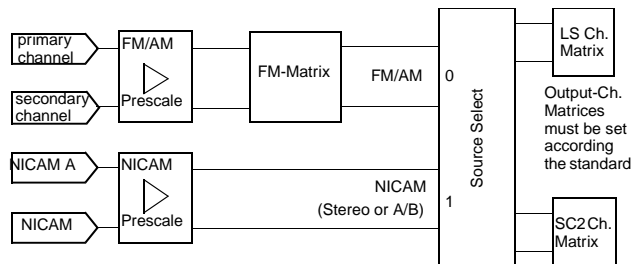 primary
channel
FM/AM
Prescale
secondary
channel
FM-Matrix
FM/AM
0
Source Select
LS Ch.
Matrix
Output-Ch.
Matrices
must be set
according
the standard
NICAM A
NICAM
Prescale
NICAM
NICAM
(Stereo or A/B)
1
SC2 Ch.
Matrix